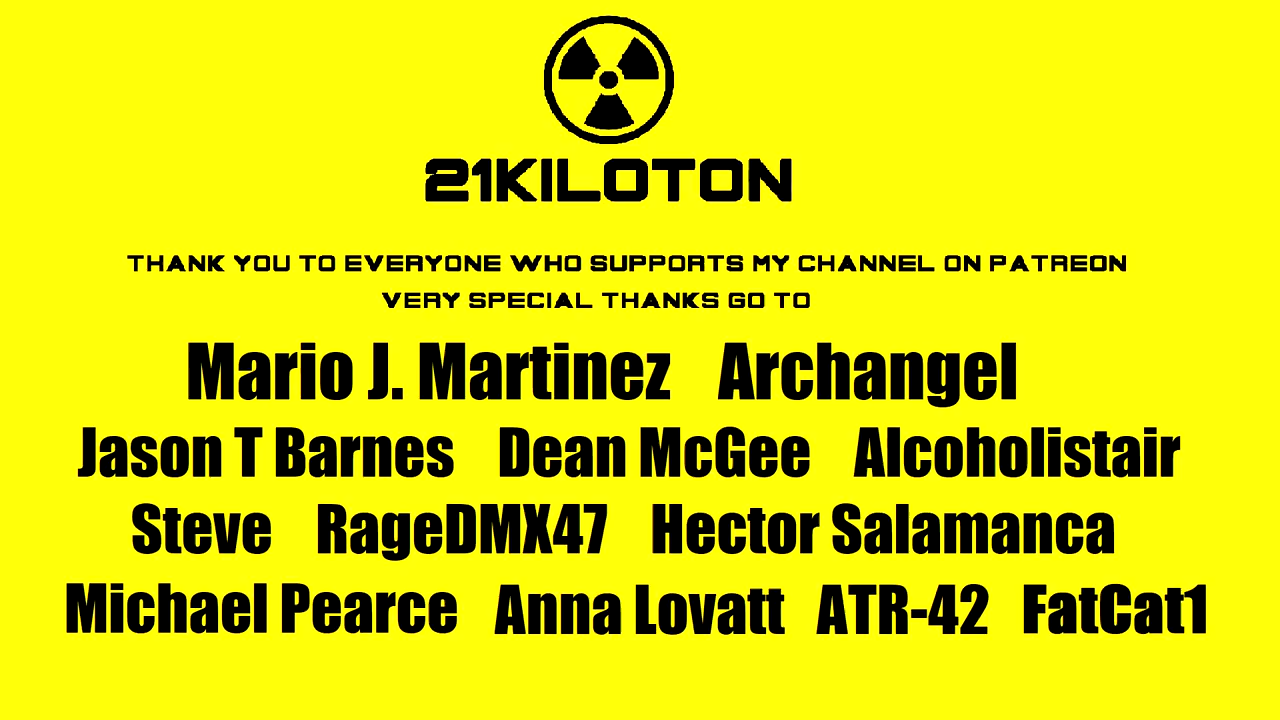 21KILOTON
THANK YOU TO EVERYONE WHO SUPPORTS MY CHANNEL ON PATREON
VERY SPECIAL THANKS GO TO
Mario J. Martinez Archangel
Jason T Barnes Dean McGee Alcoholistair
Steve RageDMX47 Hector Salamanca
Michael Pearce Anna Lovatt ATR-42 FatCat1